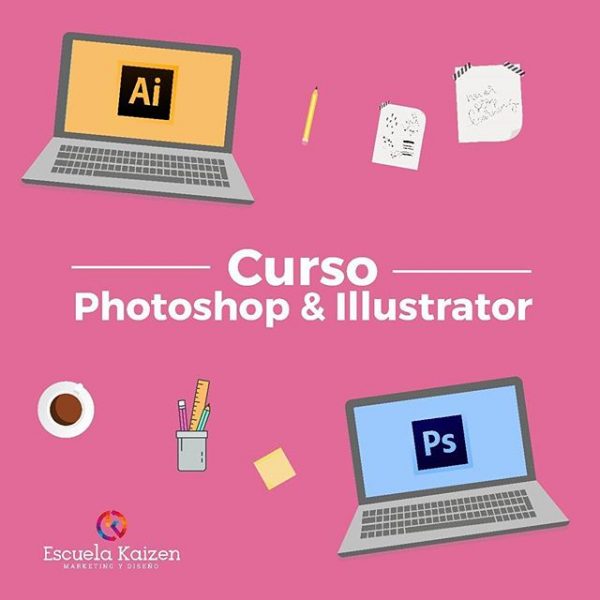 Ai
Curso
Photoshop & Illustrator
Ps
Escuela Kaizen
MARKETING Y DISEÑO